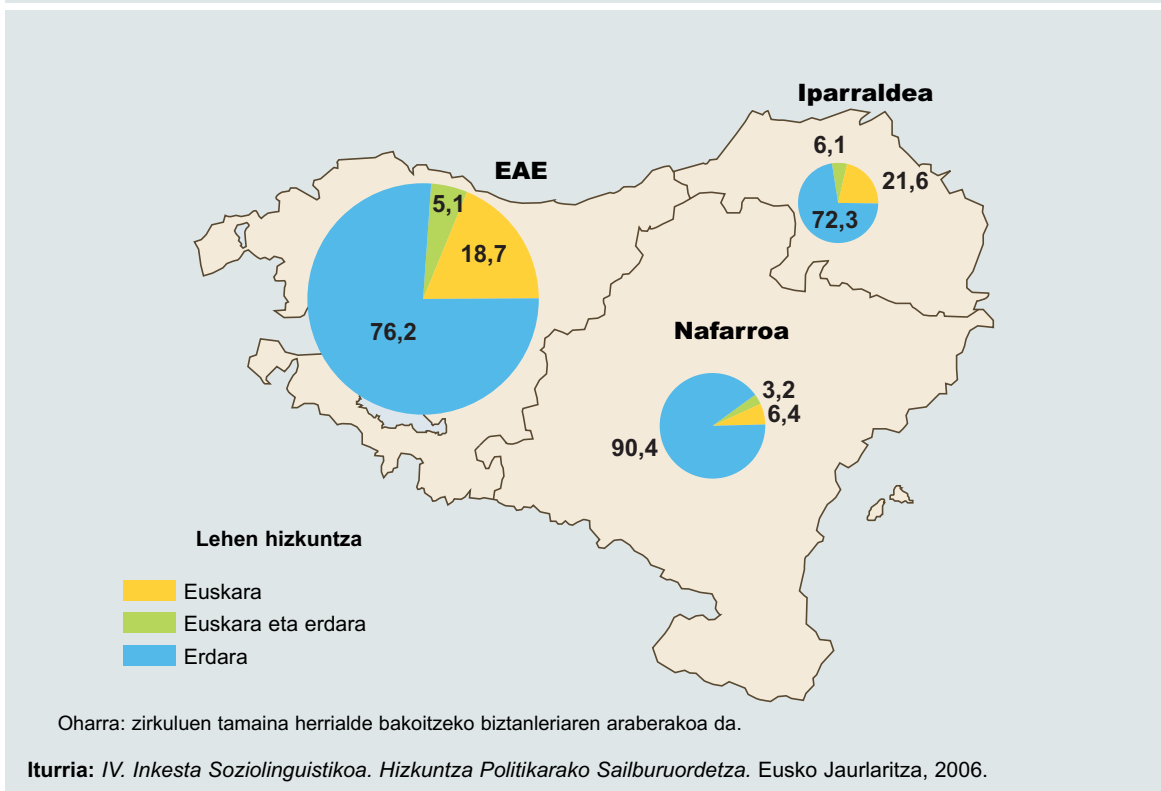 Iparraldea
6,1
21,6
72,3
EAE
5,1
18,7
76,2
Nafarroa
3,2
6,4
90,4
Lehen hizkuntza
Euskara
Euskara eta erdara
Erdara
Oharra: zirkuluen tamaina herrialde bakoitzeko biztanleriaren araberakoa da.
Iturria: IV. Inkesta Soziolinguistikoa. Hizkuntza Politikarako Sailburuordetza. Eusko Jaurlaritza, 2006.